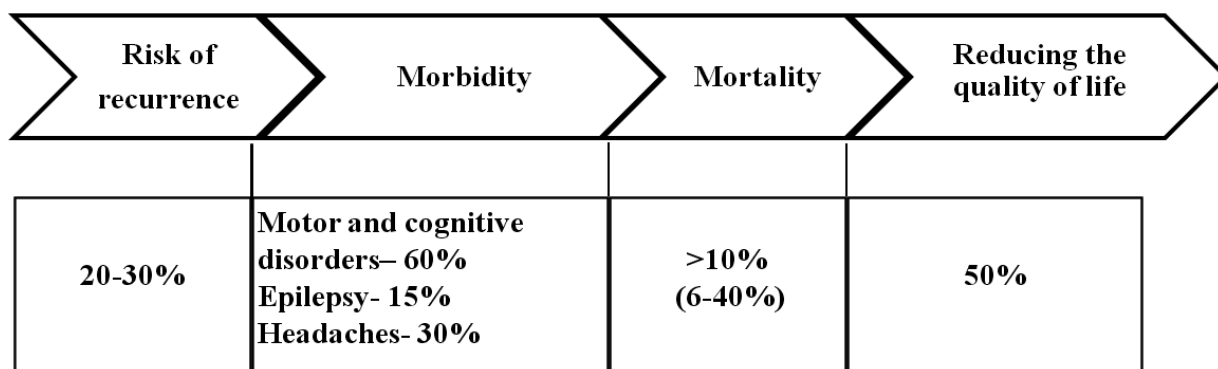 Risk of
recurrence
Morbidity
Mortality
Reducing the
quality of life
20-30%
Motor and cognitive
disorders– 60%
Epilepsy- 15%
Headaches- 30%
>10%
(6-40%)
50%